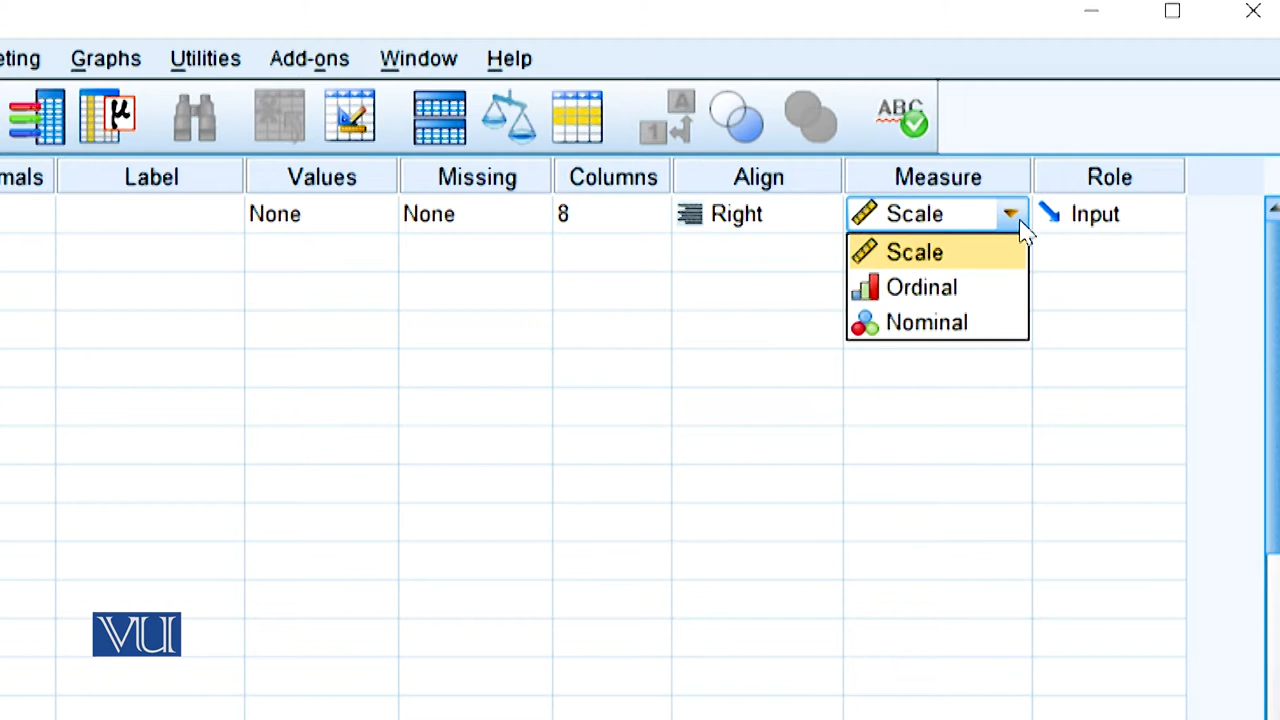 eting Graphs Utilities Add-ons Window Help
μ 1 A ABC
mals Label Values Missing Columns Align Measure Role
None None 8 Right Scale Input
Scale
Ordinal
Nominal
VU